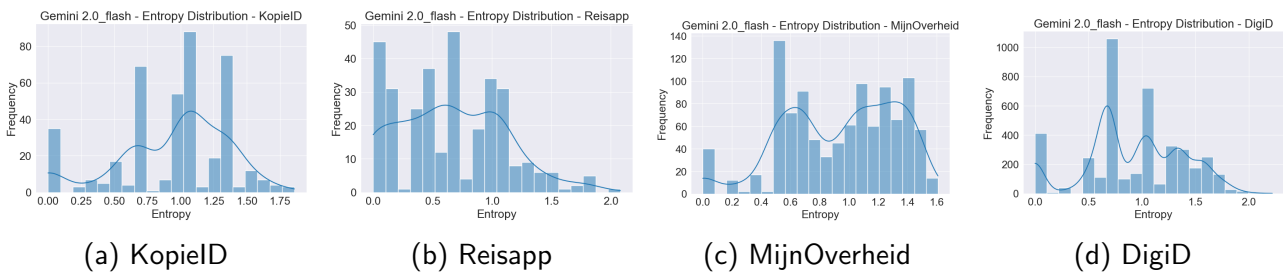 Gemini 2.0_flash - Entropy Distribution - KopieID
Frequency
80
60
40
20
0
0.00 0.25 0.50 0.75 1.00 1.25 1.50 1.75
Entropy
(a) KopieID
Gemini 2.0_flash - Entropy Distribution - Reisapp
Frequency
50
40
30
20
10
0
0.0 0.5 1.0 1.5 2.0
Entropy
(b) Reisapp
Gemini 2.0_flash - Entropy Distribution - MijnOverheid
Frequency
140
120
100
80
60
40
20
0
0.0 0.2 0.4 0.6 0.8 1.0 1.2 1.4 1.6
Entropy
(c) MijnOverheid
Gemini 2.0_flash - Entropy Distribution - DigiD
Frequency
1000
800
600
400
200
0
0.0 0.5 1.0 1.5 2.0
Entropy
(d) DigiD